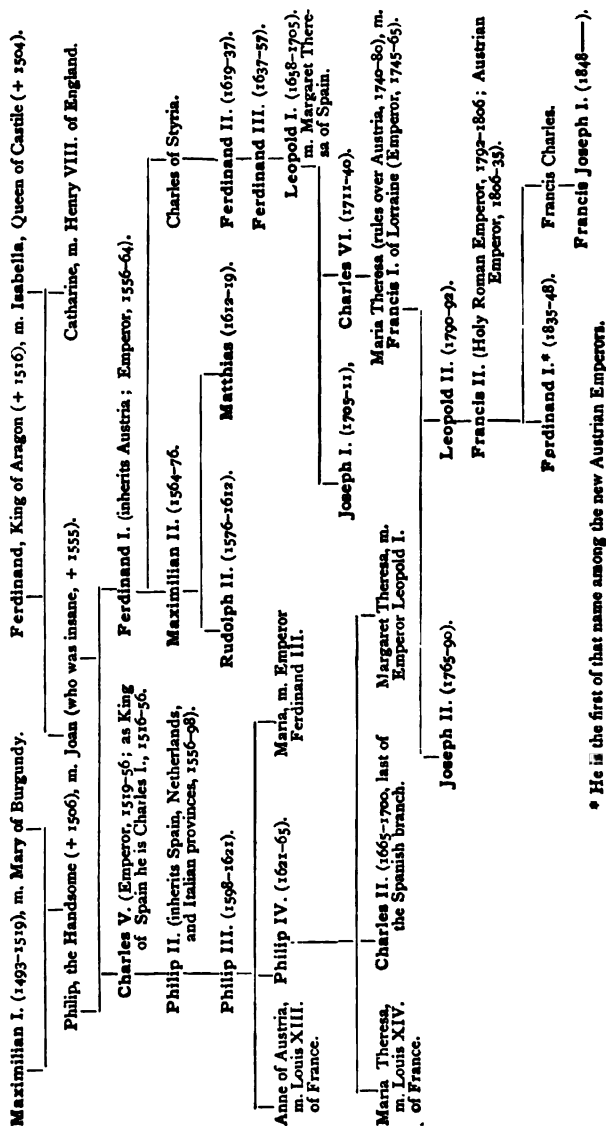 Maximilian I. (1493–1519), m. Mary of Burgundy.
Ferdinand, King of Aragon (+ 1516), m. Isabella, Queen of Castile (+ 1504).
Philip, the Handsome (+ 1506), m. Joan (who was insane, + 1555).
Catharine, m. Henry VIII. of England.
Charles V. (Emperor, 1519–56; as King
of Spain he is Charles I., 1516–56.
Ferdinand I. (inherits Austria; Emperor, 1556–64).
Philip II. (inherits Spain, Netherlands,
and Italian provinces, 1556–98).
Maximilian II. 1564–76.
Charles of Styria.
Philip III. (1598–1621).
Rudolph II. (1576–1612).
Matthias (1612–19).
Ferdinand II. (1619–37).
Anne of Austria,
m. Louis XIII.
of France.
Philip IV. (1621–65).
Maria, m. Emperor
Ferdinand III.
Ferdinand III. (1637–57).
Leopold I. (1658–1705).
m. Margaret There-
sa of Spain.
Maria Theresa,
m. Louis XIV.
of France.
Charles II. (1665–1700, last of
the Spanish branch.
Margaret Theresa, m.
Emperor Leopold I.
Joseph I. (1705–11),
Charles VI. (1711–40).
Maria Theresa (rules over Austria, 1740–80), m.
Francis I. of Lorraine (Emperor, 1745–65).
Joseph II. (1765–90).
Leopold II. (1790–92).
Francis II. (Holy Roman Emperor, 1792–1806; Austrian
Emperor, 1806–35).
Ferdinand I.* (1835–48).
Francis Charles.
Francis Joseph I. (1848——).
* He is the first of that name among the new Austrian Emperors.